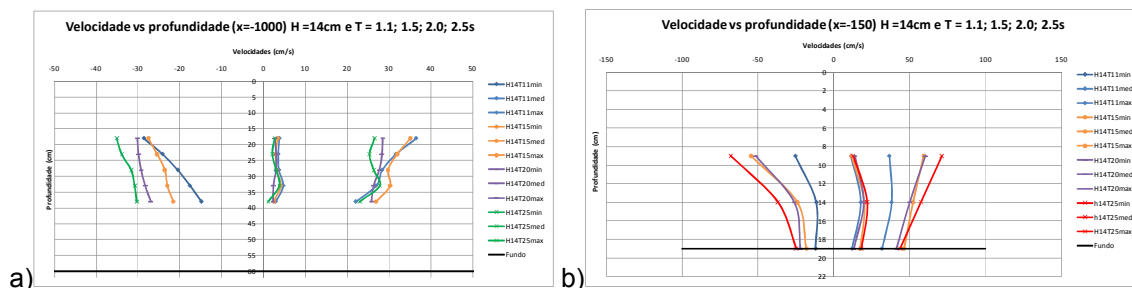 Velocidade vs profundidade (x=-1000) H =14cm e T = 1.1; 1.5; 2.0; 2.5s
Velocidades (cm/s)
-50 -40 -30 -20 -10 0 10 20 30 40 50
Profundidade (cm)
0
5
10
15
20
25
30
35
40
45
50
55
60
H14T11min
H14T11med
H14T11max
H14T15min
H14T15med
H14T15max
H14T20min
H14T20med
H14T20max
H14T25min
H14T25med
H14T25max
Fundo
a)
Velocidade vs profundidade (x=-150) H =14cm e T = 1.1; 1.5; 2.0; 2.5s
Velocidades (cm/s)
-150 -100 -50 0 50 100 150
Profundidade (cm)
0
2
4
6
8
10
12
14
16
18
20
22
H14T11min
H14T11med
H14T11max
H14T15min
H14T15med
H14T15max
H14T20min
H14T20med
H14T20max
h14T25min
h14T25med
H14T25max
Fundo
b)